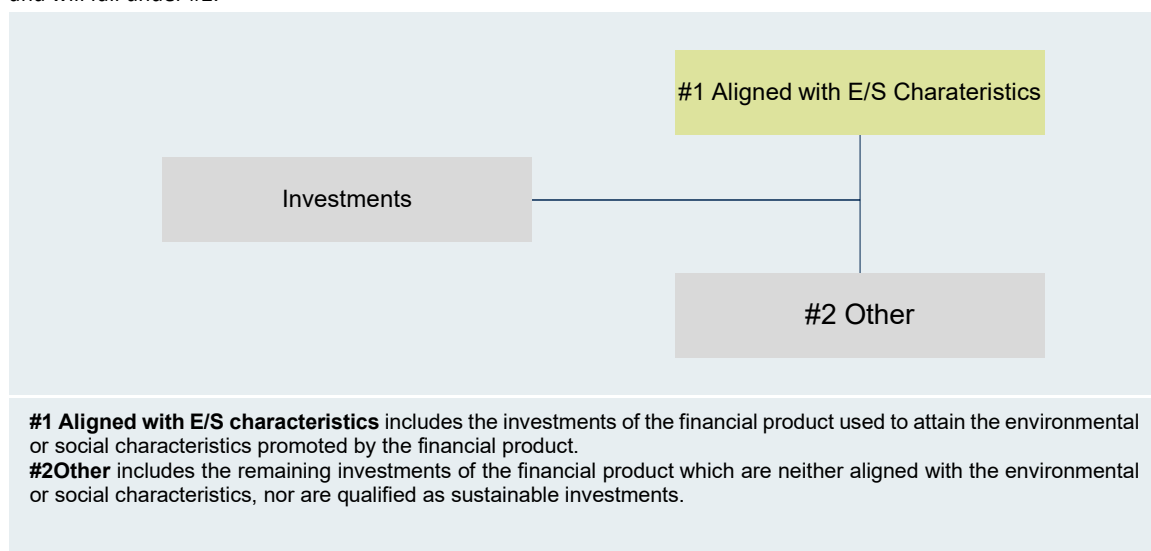 #1 Aligned with E/S Charateristics
Investments
#2 Other
#1 Aligned with E/S characteristics includes the investments of the financial product used to attain the environmental
or social characteristics promoted by the financial product.
#2Other includes the remaining investments of the financial product which are neither aligned with the environmental
or social characteristics, nor are qualified as sustainable investments.